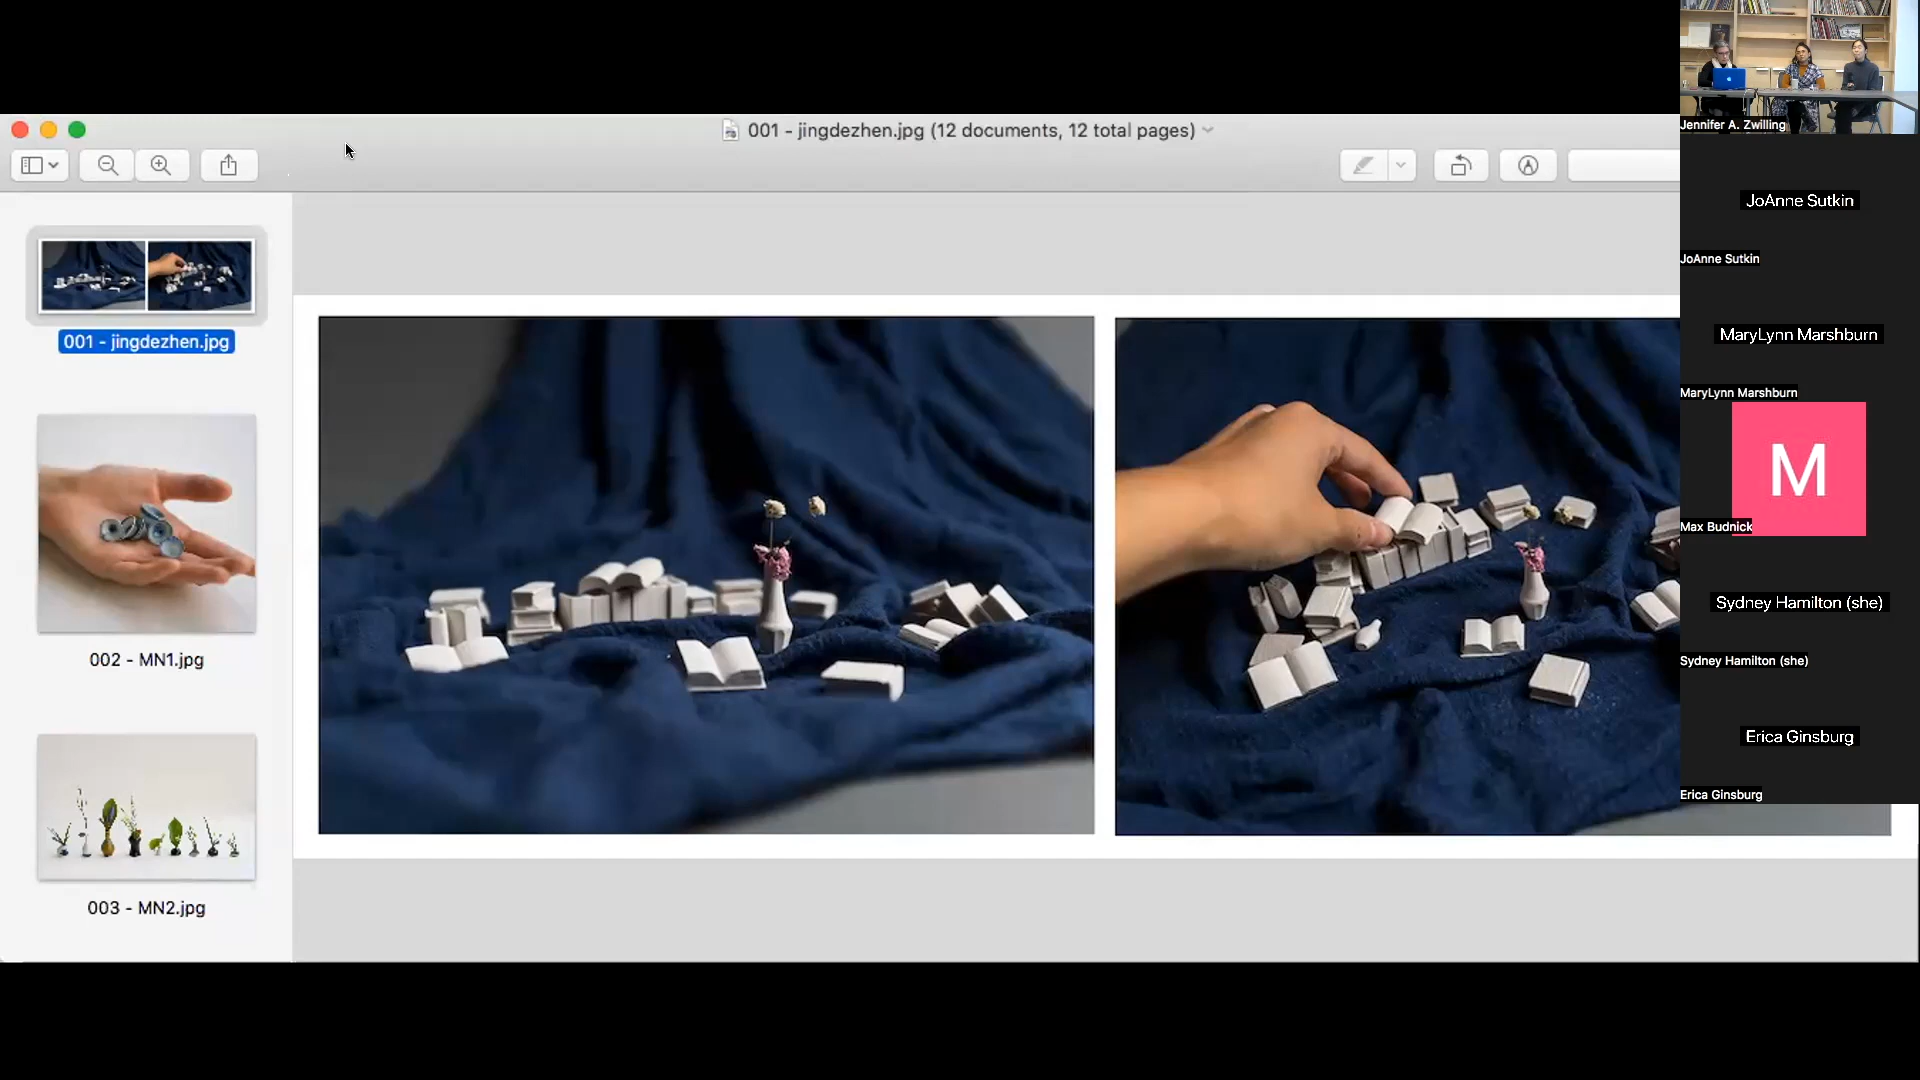 001 - jingdezhen.jpg (12 documents, 12 total pages)
001 - jingdezhen.jpg
002 - MN1.jpg
003 - MN2.jpg
Jennifer A. Zwilling
JoAnne Sutkin
JoAnne Sutkin
MaryLynn Marshburn
MaryLynn Marshburn
M
Max Budnick
Sydney Hamilton (she)
Sydney Hamilton (she)
Erica Ginsburg
Erica Ginsburg